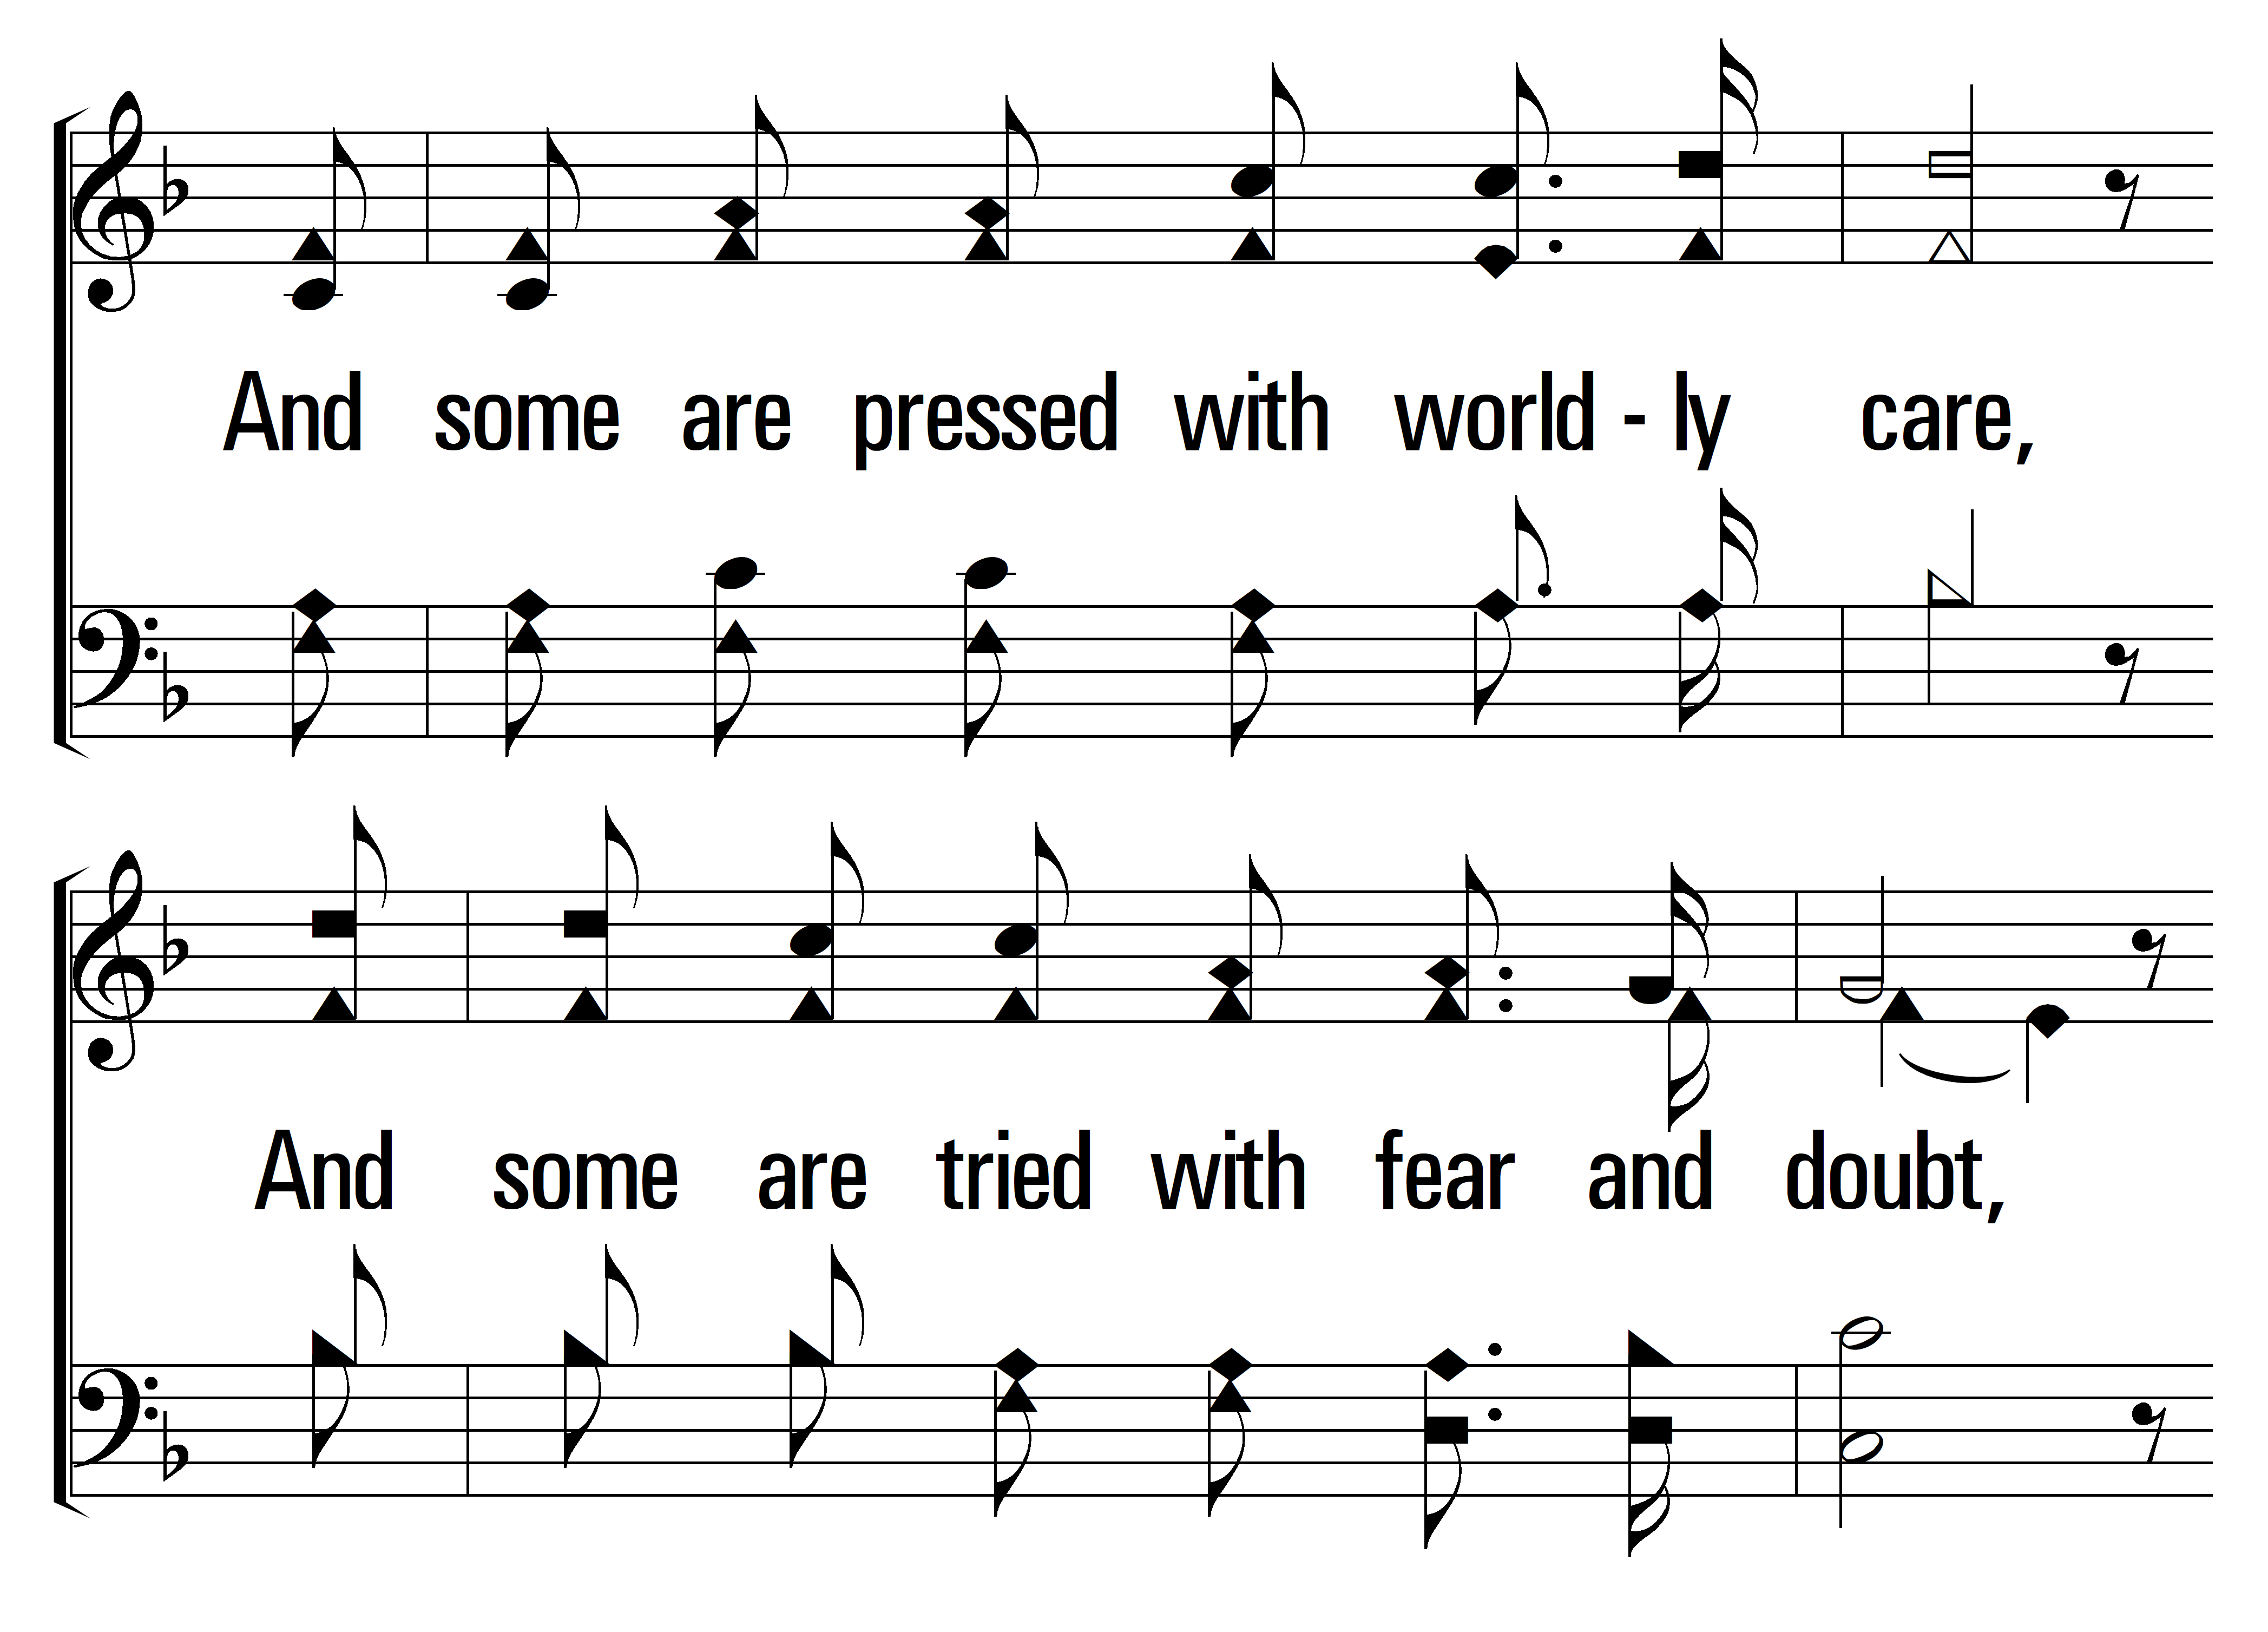 And some are pressed with world - ly care,
And some are tried with fear and doubt,